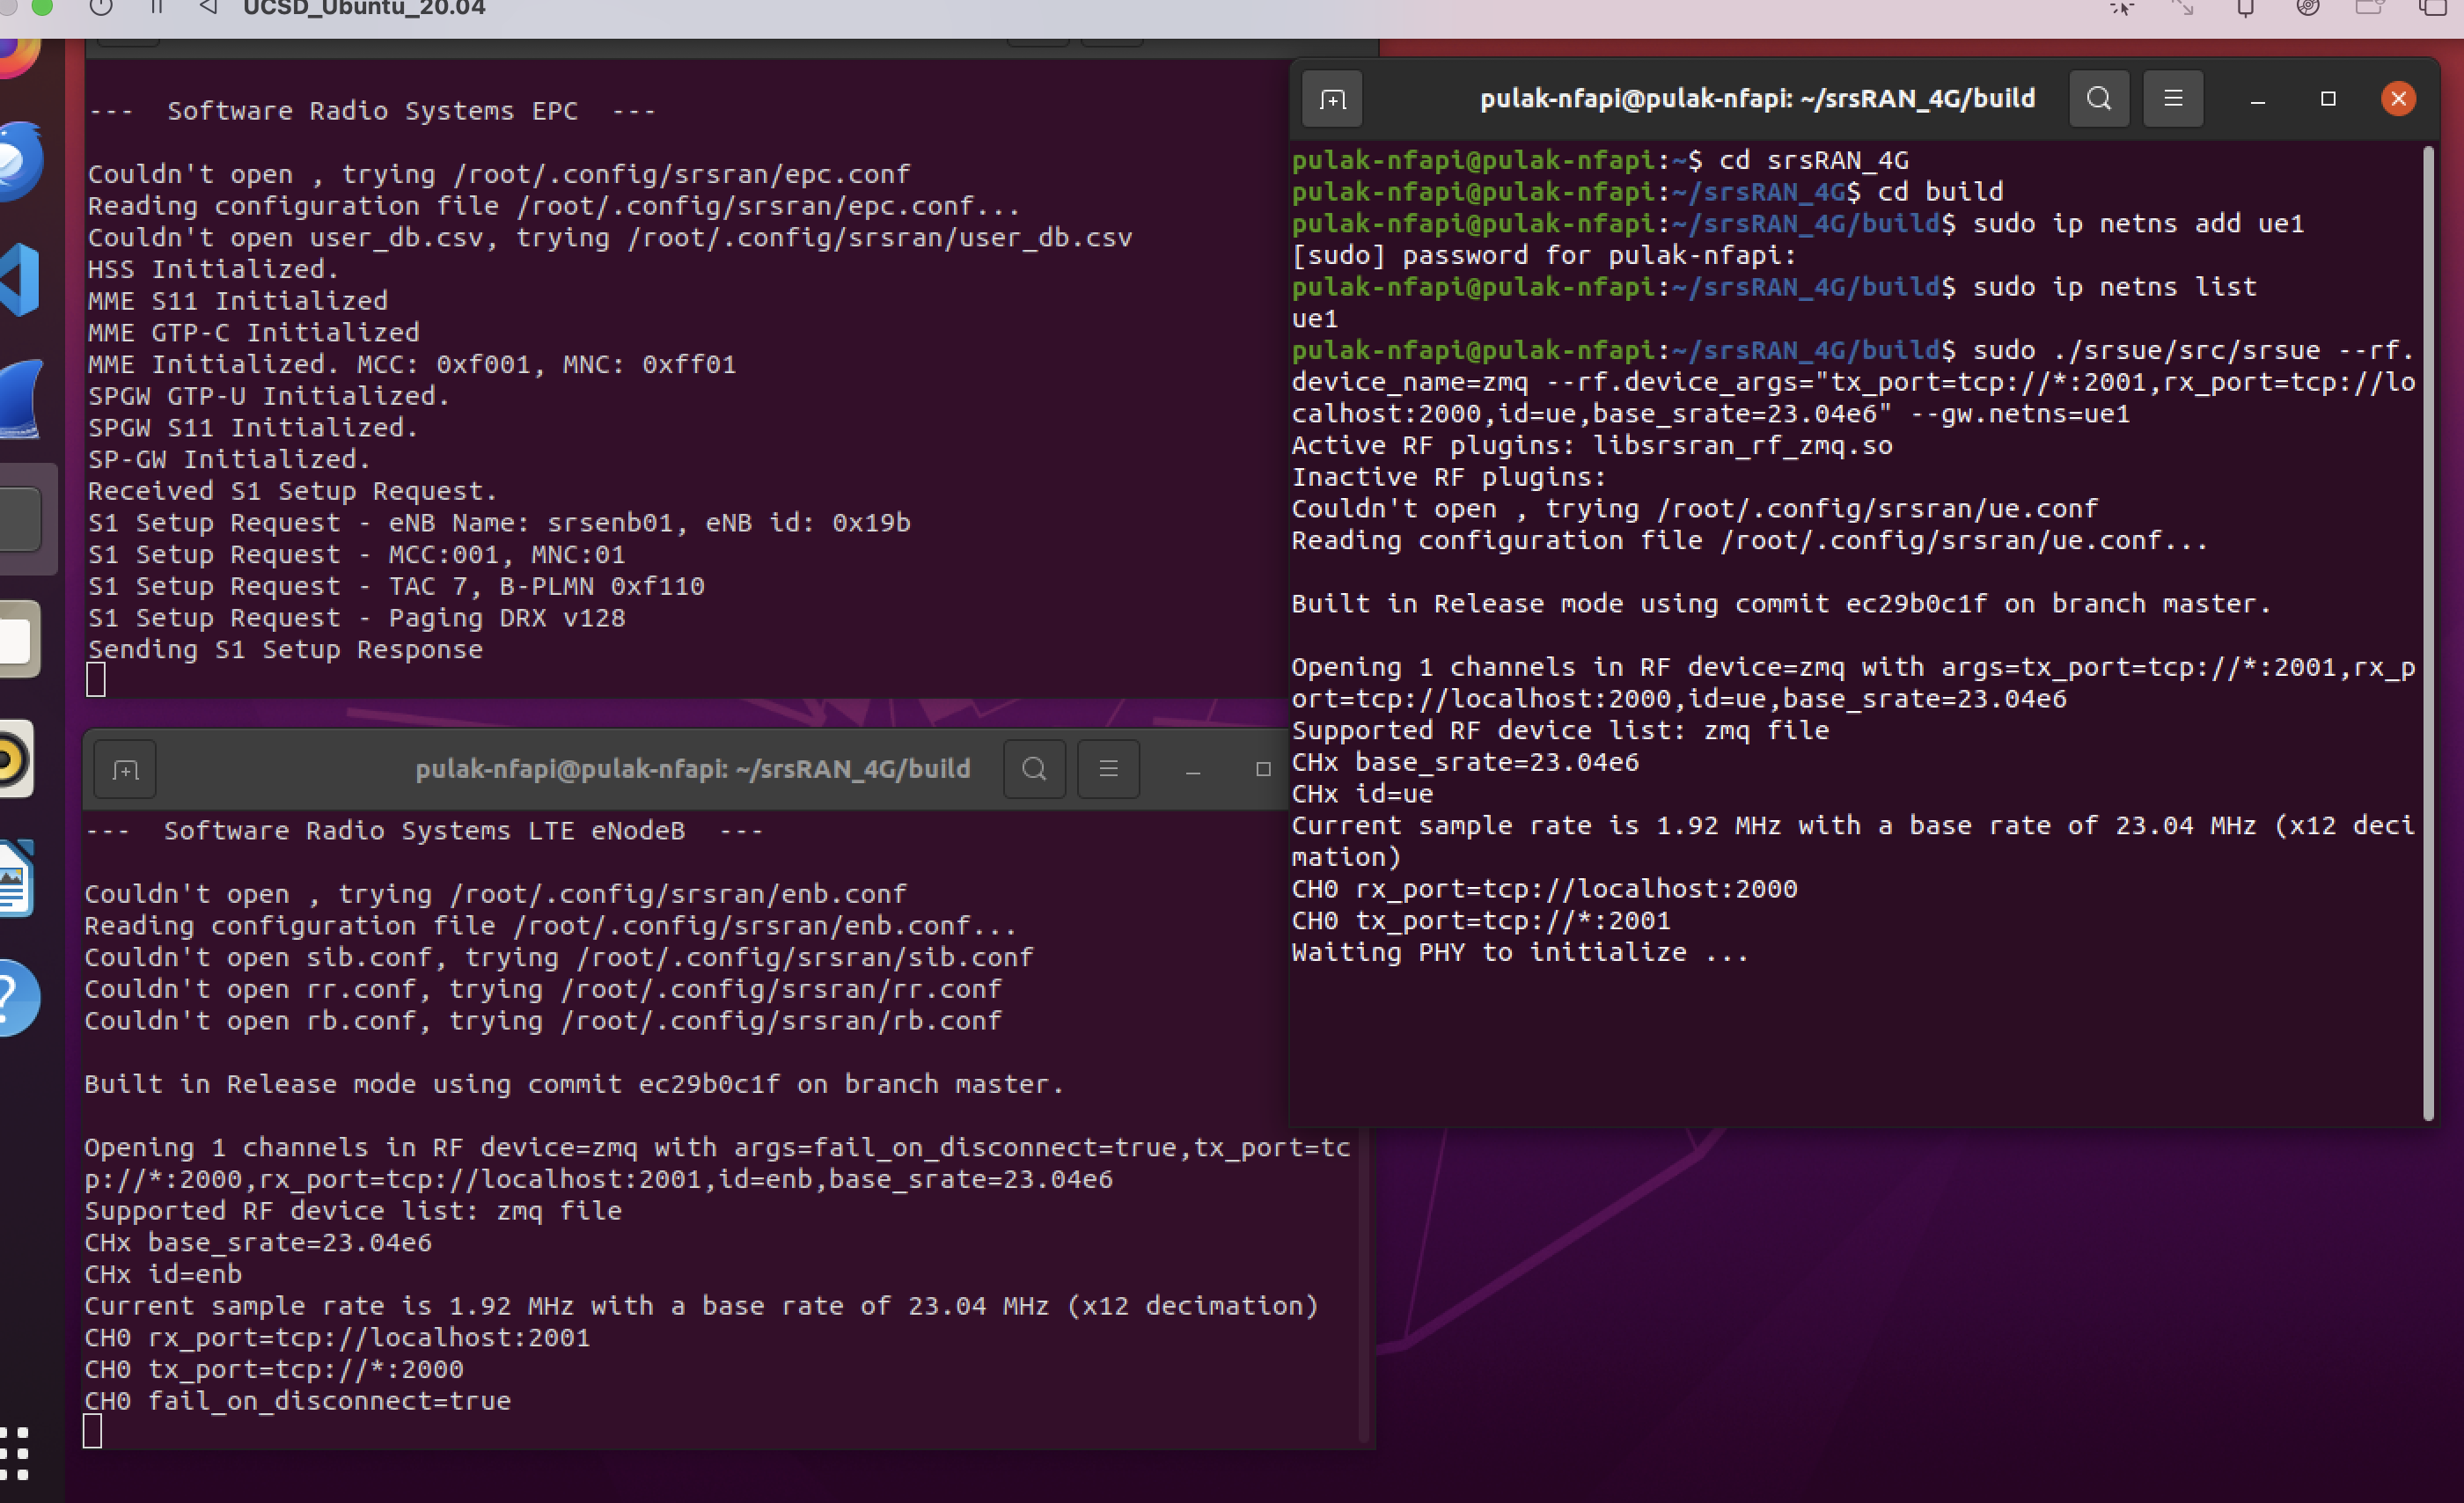 UCSD_Ubuntu_20.04
---  Software Radio Systems EPC  ---
Couldn't open , trying /root/.config/srsran/epc.conf
Reading configuration file /root/.config/srsran/epc.conf...
Couldn't open user_db.csv, trying /root/.config/srsran/user_db.csv
HSS Initialized.
MME S11 Initialized
MME GTP-C Initialized
MME Initialized. MCC: 0xf001, MNC: 0xff01
SPGW GTP-U Initialized.
SPGW S11 Initialized.
SP-GW Initialized.
Received S1 Setup Request.
S1 Setup Request - eNB Name: srsenb01, eNB id: 0x19b
S1 Setup Request - MCC:001, MNC:01
S1 Setup Request - TAC 7, B-PLMN 0xf110
S1 Setup Request - Paging DRX v128
Sending S1 Setup Response
pulak-nfapi@pulak-nfapi: ~/srsRAN_4G/build
---  Software Radio Systems LTE eNodeB  ---
Couldn't open , trying /root/.config/srsran/enb.conf
Reading configuration file /root/.config/srsran/enb.conf...
Couldn't open sib.conf, trying /root/.config/srsran/sib.conf
Couldn't open rr.conf, trying /root/.config/srsran/rr.conf
Couldn't open rb.conf, trying /root/.config/srsran/rb.conf
Built in Release mode using commit ec29b0c1f on branch master.
Opening 1 channels in RF device=zmq with args=fail_on_disconnect=true,tx_port=tc
p://*:2000,rx_port=tcp://localhost:2001,id=enb,base_srate=23.04e6
Supported RF device list: zmq file
CHx base_srate=23.04e6
CHx id=enb
Current sample rate is 1.92 MHz with a base rate of 23.04 MHz (x12 decimation)
CH0 rx_port=tcp://localhost:2001
CH0 tx_port=tcp://*:2000
CH0 fail_on_disconnect=true
pulak-nfapi@pulak-nfapi: ~/srsRAN_4G/build
pulak-nfapi@pulak-nfapi:~$ cd srsRAN_4G
pulak-nfapi@pulak-nfapi:~/srsRAN_4G$ cd build
pulak-nfapi@pulak-nfapi:~/srsRAN_4G/build$ sudo ip netns add ue1
[sudo] password for pulak-nfapi:
pulak-nfapi@pulak-nfapi:~/srsRAN_4G/build$ sudo ip netns list
ue1
pulak-nfapi@pulak-nfapi:~/srsRAN_4G/build$ sudo ./srsue/src/srsue --rf.
device_name=zmq --rf.device_args="tx_port=tcp://*:2001,rx_port=tcp://lo
calhost:2000,id=ue,base_srate=23.04e6" --gw.netns=ue1
Active RF plugins: libsrsran_rf_zmq.so
Inactive RF plugins:
Couldn't open , trying /root/.config/srsran/ue.conf
Reading configuration file /root/.config/srsran/ue.conf...
Built in Release mode using commit ec29b0c1f on branch master.
Opening 1 channels in RF device=zmq with args=tx_port=tcp://*:2001,rx_p
ort=tcp://localhost:2000,id=ue,base_srate=23.04e6
Supported RF device list: zmq file
CHx base_srate=23.04e6
CHx id=ue
Current sample rate is 1.92 MHz with a base rate of 23.04 MHz (x12 deci
mation)
CH0 rx_port=tcp://localhost:2000
CH0 tx_port=tcp://*:2001
Waiting PHY to initialize ...